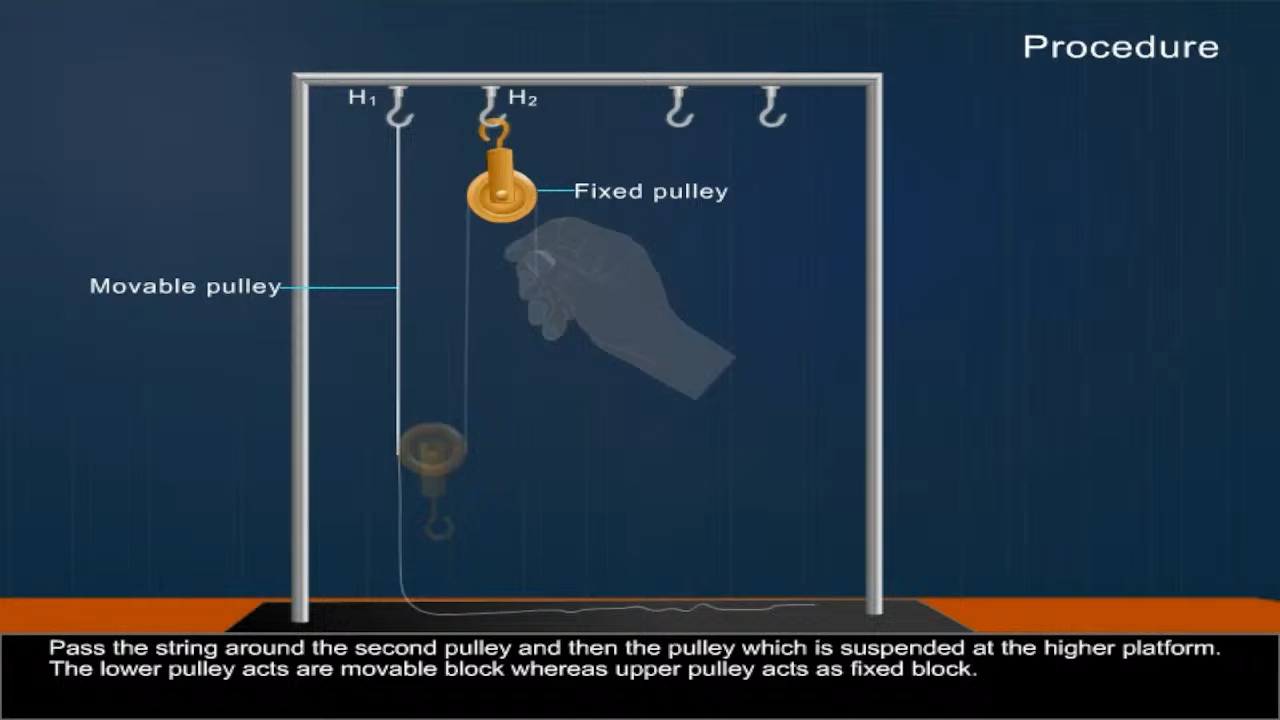 Procedure
H₁
H₂
Fixed pulley
Movable pulley
Pass the string around the second pulley and then the pulley which is suspended at the higher platform.
The lower pulley acts are movable block whereas upper pulley acts as fixed block.